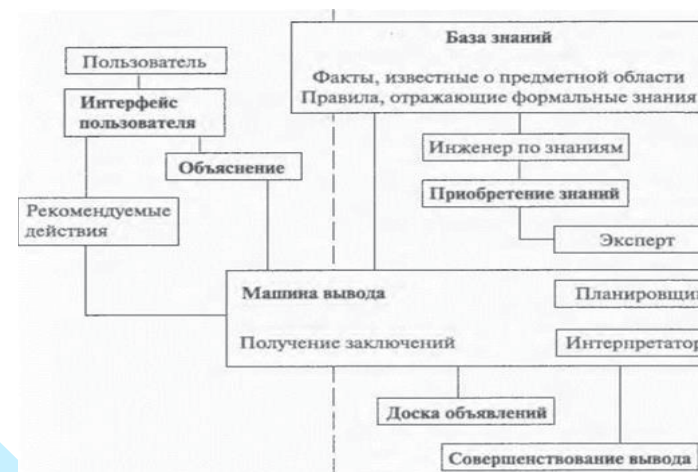 База знаний
Пользователь
Факты, известные о предметной области
Правила, отражающие формальные знания
Интерфейс
пользователя
Инженер по знаниям
Объяснение
Приобретение знаний
Рекомендуемые
действия
Эксперт
Машина вывода
Планировщик
Получение заключений
Интерпретатор
Доска объявлений
Совершенствование вывода